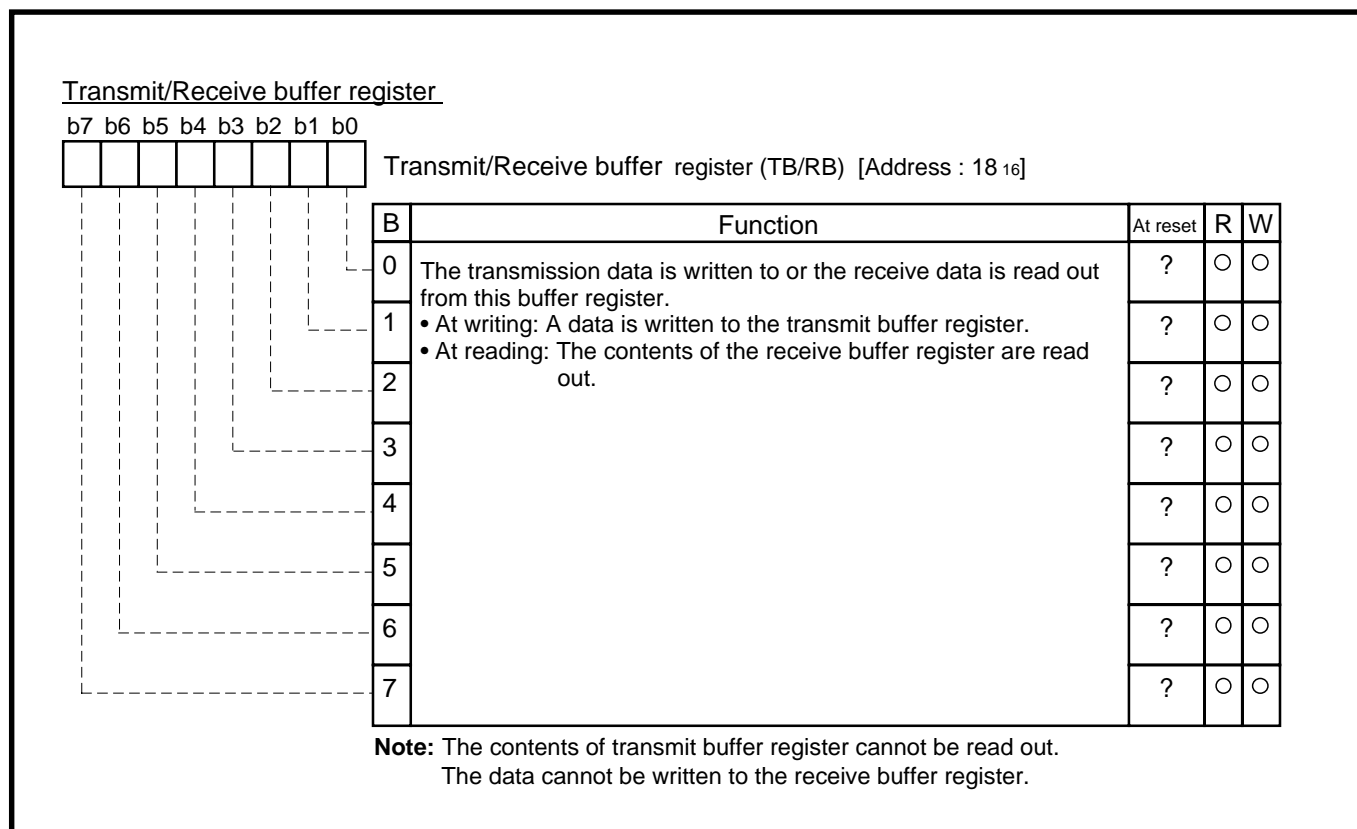 Transmit/Receive buffer register
b7 b6 b5 b4 b3 b2 b1 b0
Transmit/Receive buffer register (TB/RB) [Address : 18 16]
B Function At reset R W
0 The transmission data is written to or the receive data is read out ? ○ ○
from this buffer register.
1 • At writing: A data is written to the transmit buffer register. ? ○ ○
• At reading: The contents of the receive buffer register are read
2 out. ? ○ ○
3 ? ○ ○
4 ? ○ ○
5 ? ○ ○
6 ? ○ ○
7 ? ○ ○
Note: The contents of transmit buffer register cannot be read out.
The data cannot be written to the receive buffer register.